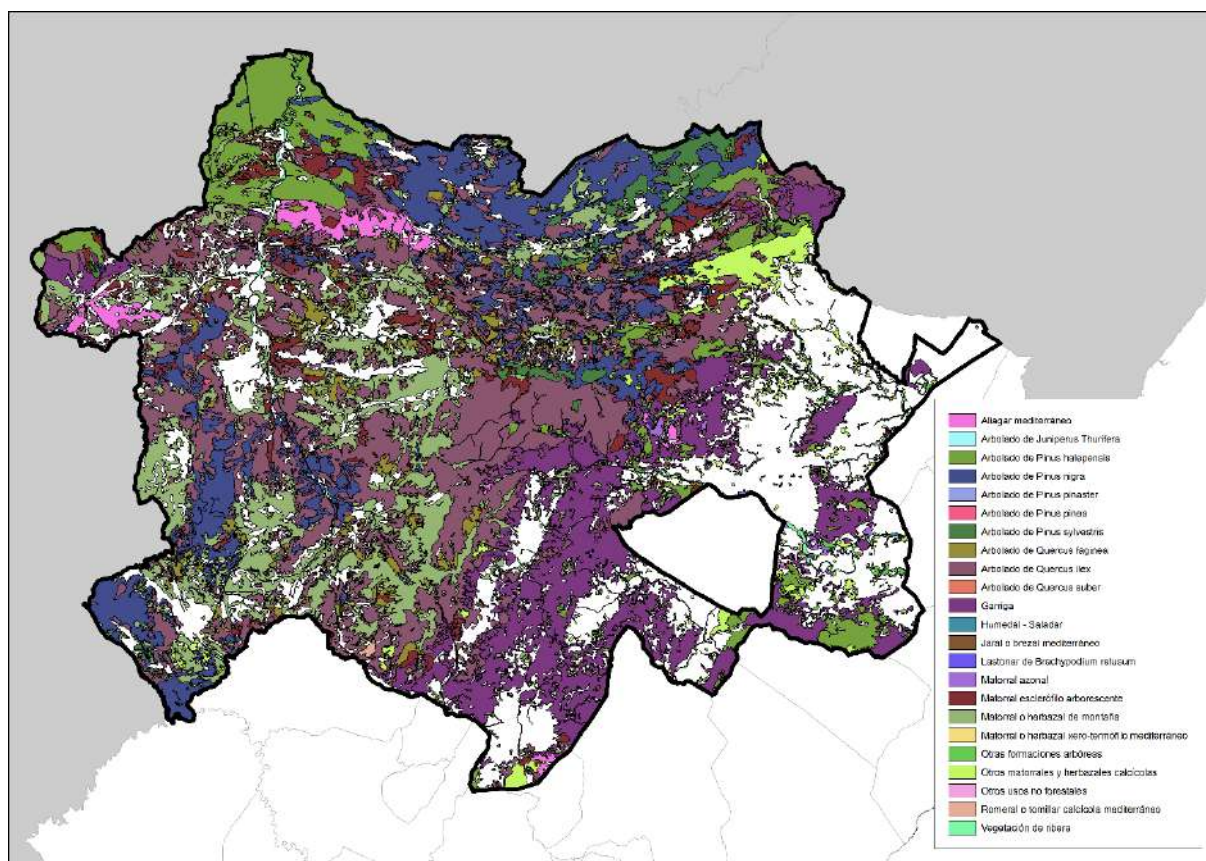 Aliagar mediterráneo
Arbolado de Juniperus Thurifera
Arbolado de Pinus halepensis
Arbolado de Pinus nigra
Arbolado de Pinus pinaster
Arbolado de Pinus pinea
Arbolado de Pinus sylvestris
Arbolado de Quercus faginea
Arbolado de Quercus ilex
Arbolado de Quercus suber
Garriga
Humedal - Saladar
Jaral o brezal mediterráneo
Lastonar de Brachypodium retusum
Matorral azonal
Matorral esclerófilo arborescente
Matorral o herbazal de montaña
Matorral o herbazal xero-termófilo mediterráneo
Otras formaciones arbóreas
Otros matorrales y herbazales calcícolas
Otros usos no forestales
Romeral o tomillar calcícola mediterráneo
Vegetación de ribera